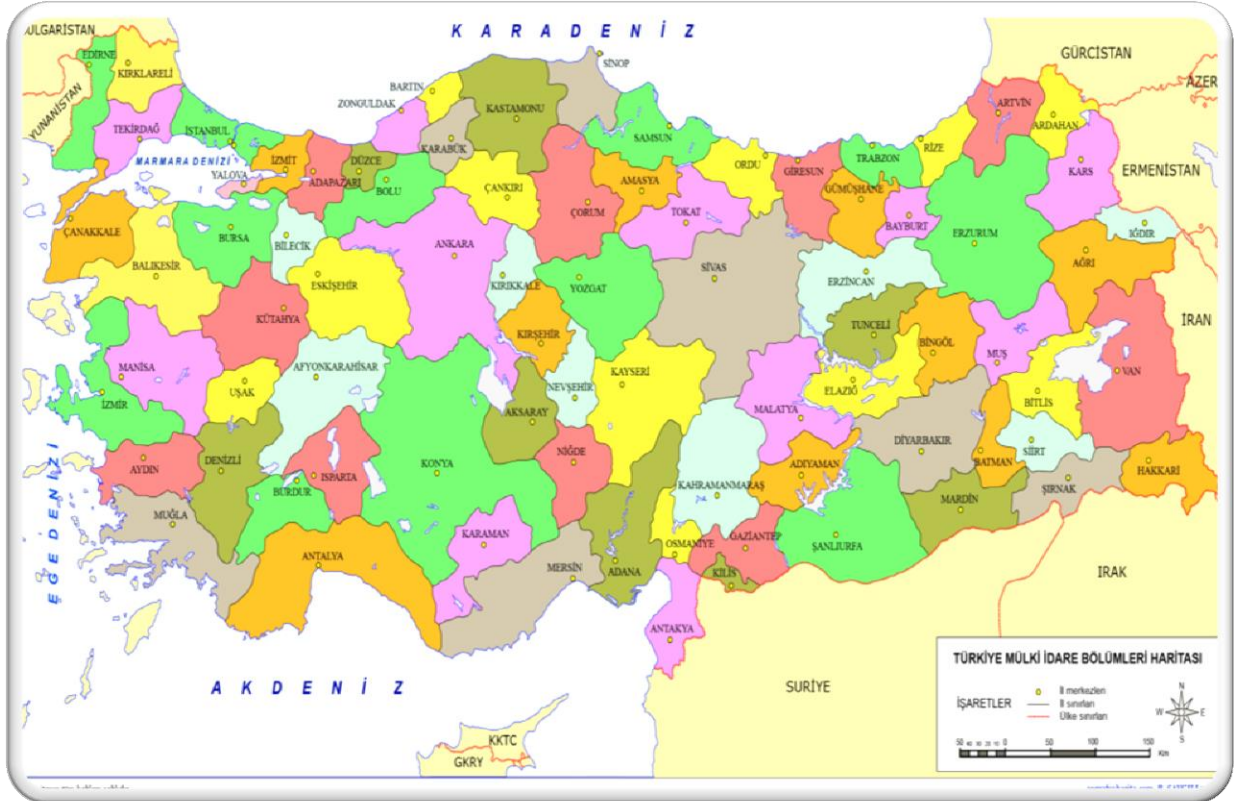 KARADENİZ
BULGARİSTAN
GÜRCİSTAN
EDİRNE
KIRKLARELİ
SİNOP
AZER
BARTIN
YUNANİSTAN
ZONGULDAK
KASTAMONU
ARTVİN
ARDAHAN
TEKİRDAĞ
İSTANBUL
KARABÜK
SAMSUN
RİZE
MARMARA DENİZİ
İZMİT
DÜZCE
ORDU
GİRESUN
TRABZON
KARS
ERMENİSTAN
YALOVA
ADAPAZARI
BOLU
ÇANKIRI
AMASYA
GÜMÜŞHANE
ÇANAKKALE
BURSA
BİLECİK
ANKARA
ÇORUM
TOKAT
BAYBURT
ERZURUM
IĞDIR
BALIKESİR
ESKİŞEHİR
KIRIKKALE
YOZGAT
SİVAS
ERZİNCAN
AĞRI
KÜTAHYA
KIRŞEHİR
TUNCELİ
BİNGÖL
MUŞ
İRAN
MANİSA
AFYONKARAHİSAR
UŞAK
NEVŞEHİR
KAYSERİ
ELAZIĞ
VAN
İZMİR
AKSARAY
MALATYA
BİTLİS
EGE DENİZİ
AYDIN
DENİZLİ
ISPARTA
KONYA
NİĞDE
DİYARBAKIR
SİİRT
BURDUR
KAHRAMANMARAŞ
ADIYAMAN
BATMAN
HAKKARİ
MUĞLA
ŞIRNAK
MARDİN
KARAMAN
OSMANİYE
GAZİANTEP
ŞANLIURFA
ANTALYA
MERSİN
ADANA
KİLİS
IRAK
ANTAKYA
AKDENİZ
SURİYE
KKTC
GKRY
TÜRKİYE MÜLKİ İDARE BÖLÜMLERİ HARİTASI
İŞARETLER
İl merkezleri
İl sınırları
Ülke sınırları
N
W E
S
50 40 30 20 10 0 50 100 150 Km